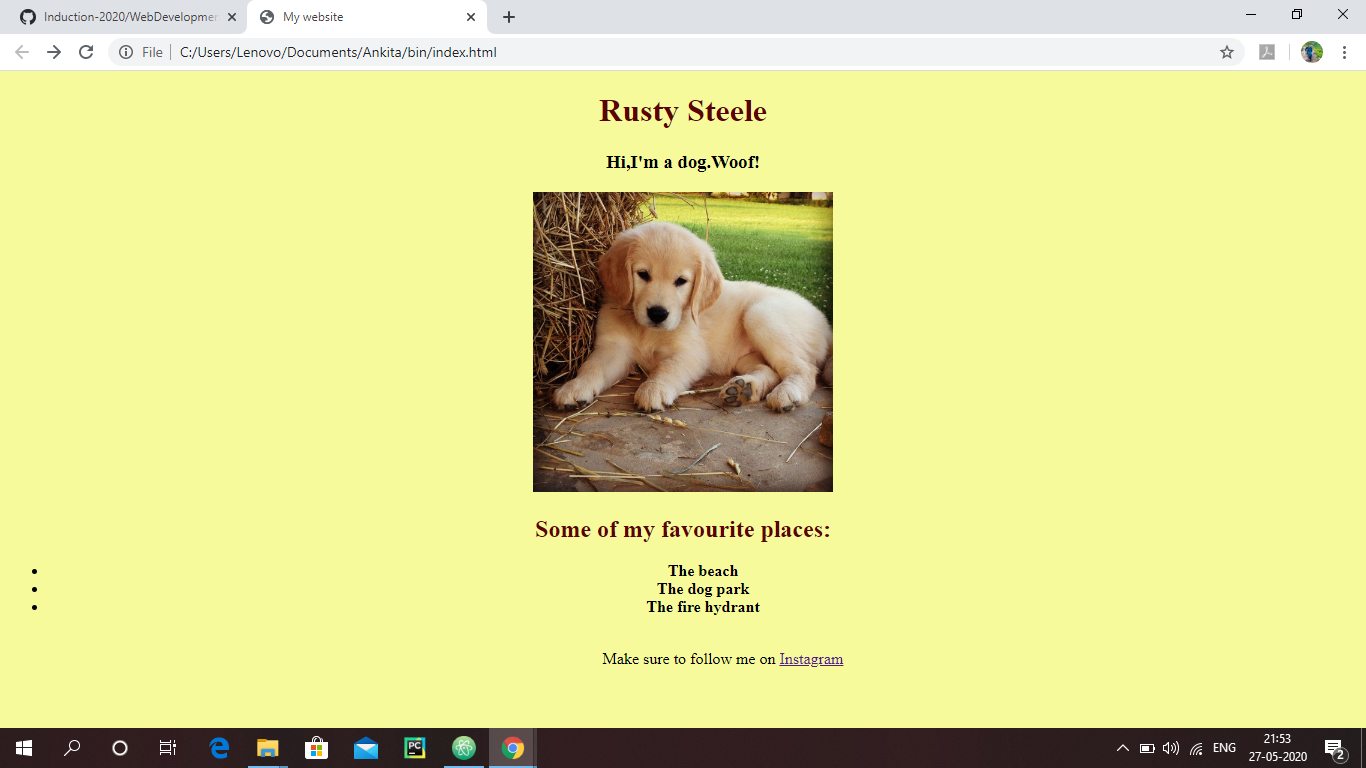 Induction-2020/WebDevelopmen
My website
File
C:/Users/Lenovo/Documents/Ankita/bin/index.html
Rusty Steele
Hi,I'm a dog.Woof!
Some of my favourite places:
• The beach
• The dog park
• The fire hydrant
Make sure to follow me on Instagram
PC
ENG
21:53
27-05-2020
2